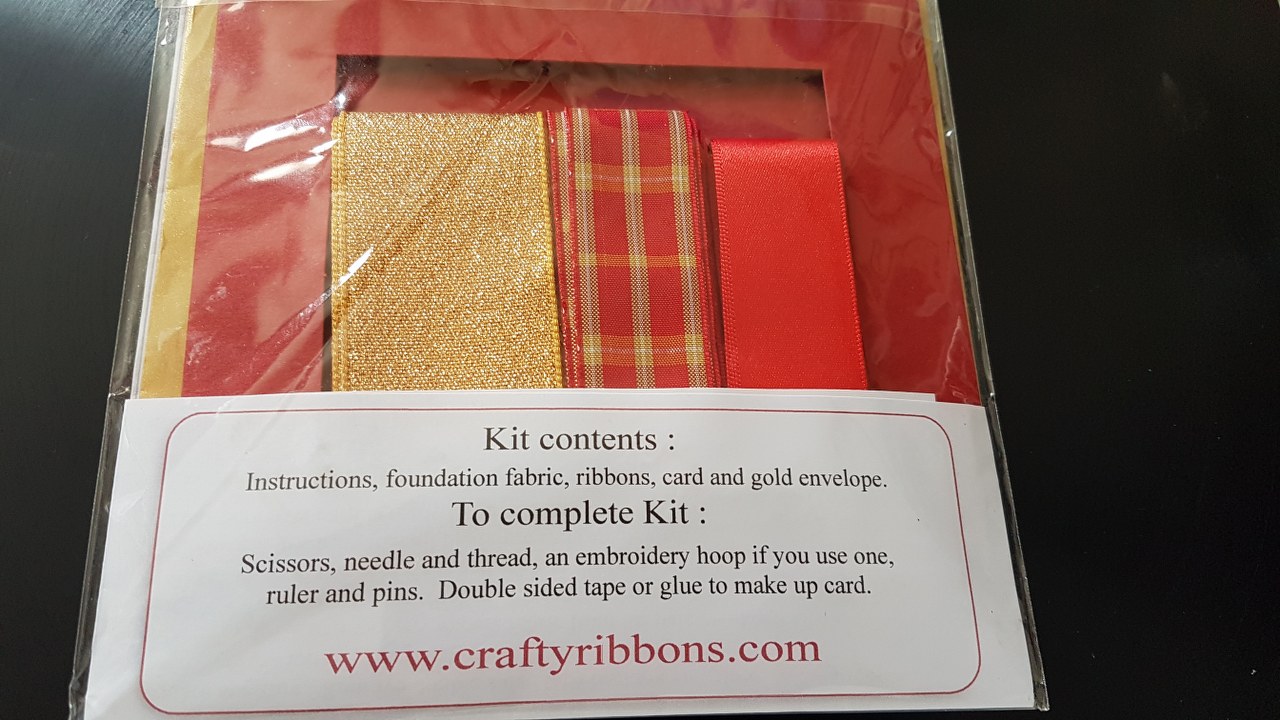 Kit contents :
Instructions, foundation fabric, ribbons, card and gold envelope.
To complete Kit :
Scissors, needle and thread, an embroidery hoop if you use one,
ruler and pins.  Double sided tape or glue to make up card.
www.craftyribbons.com